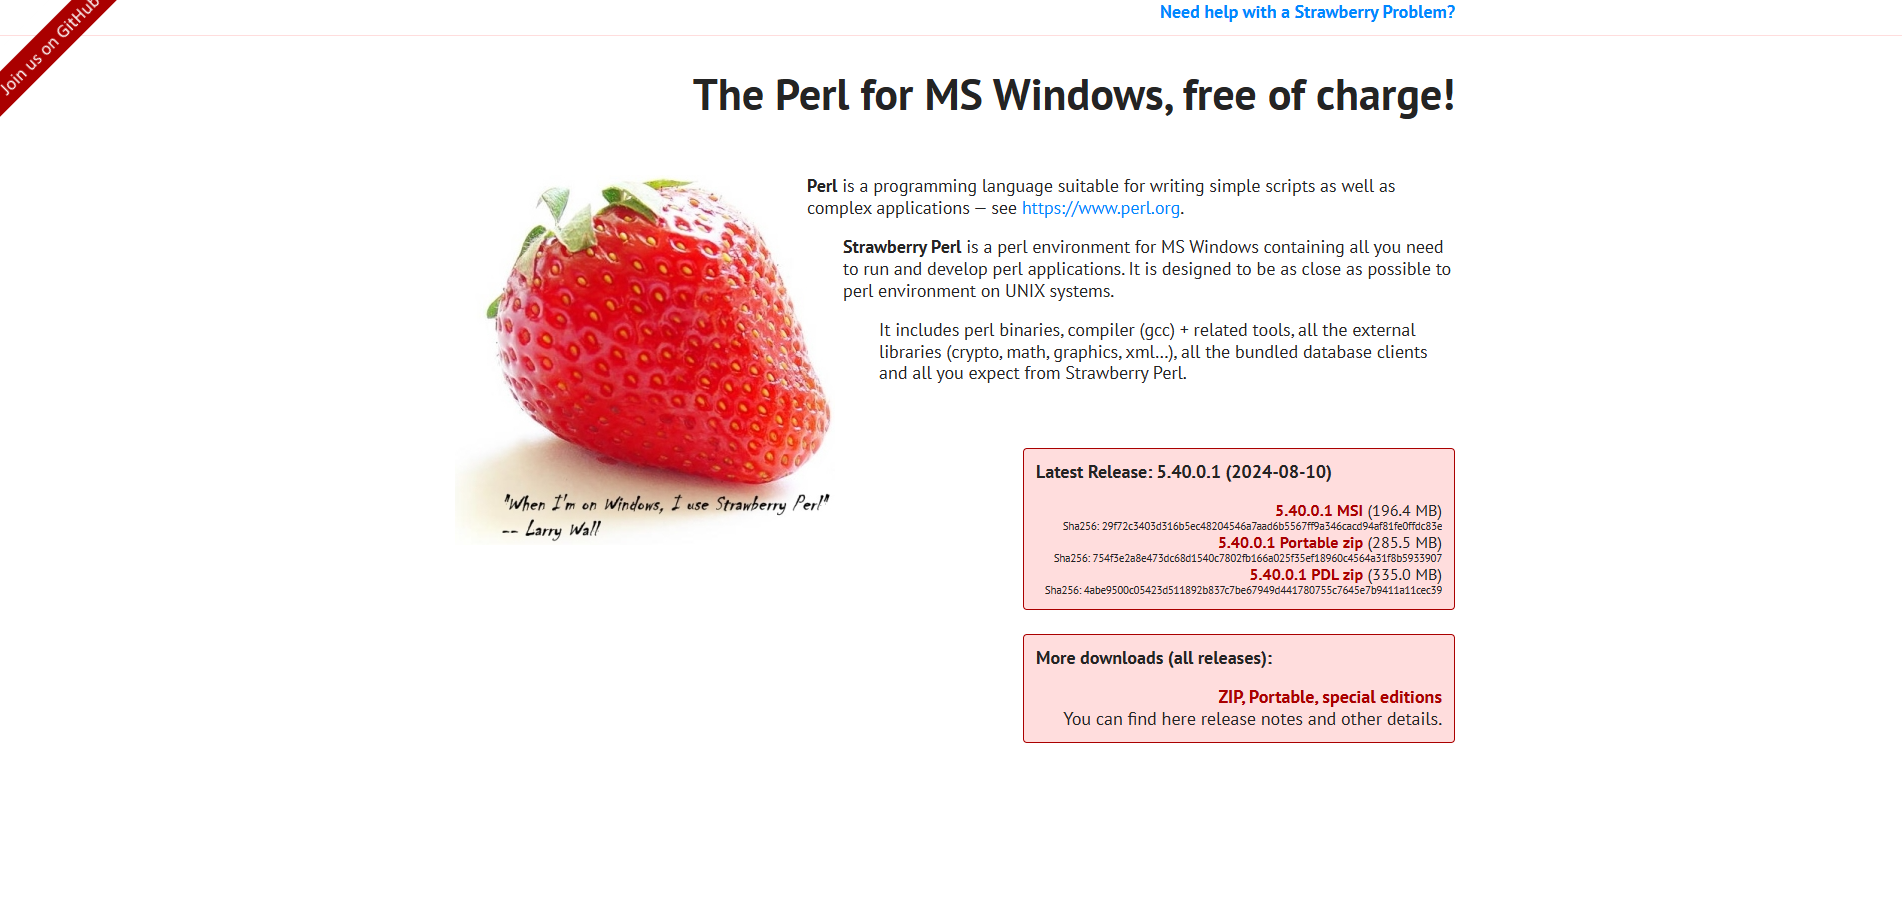 Join us on GitHub
Need help with a Strawberry Problem?
The Perl for MS Windows, free of charge!
Perl is a programming language suitable for writing simple scripts as well as
complex applications — see https://www.perl.org.
Strawberry Perl is a perl environment for MS Windows containing all you need
to run and develop perl applications. It is designed to be as close as possible to
perl environment on UNIX systems.
It includes perl binaries, compiler (gcc) + related tools, all the external
libraries (crypto, math, graphics, xml...), all the bundled database clients
and all you expect from Strawberry Perl.
"When I'm on Windows, I use Strawberry Perl"
-- Larry Wall
Latest Release: 5.40.0.1 (2024-08-10)
5.40.0.1 MSI (196.4 MB)
Sha256: 29f72c3403d316b5ec48204546a7aad6b5567ff9a346cacd94af81fe0ffdc83e
5.40.0.1 Portable zip (285.5 MB)
Sha256: 754f3e2a8e473dc68d1540c7802fb166a025f35ef18960c4564a31f8b5933907
5.40.0.1 PDL zip (335.0 MB)
Sha256: 4abe9500c05423d511892b837c7be67949d441780755c7645e7b9411a11cec39
More downloads (all releases):
ZIP, Portable, special editions
You can find here release notes and other details.